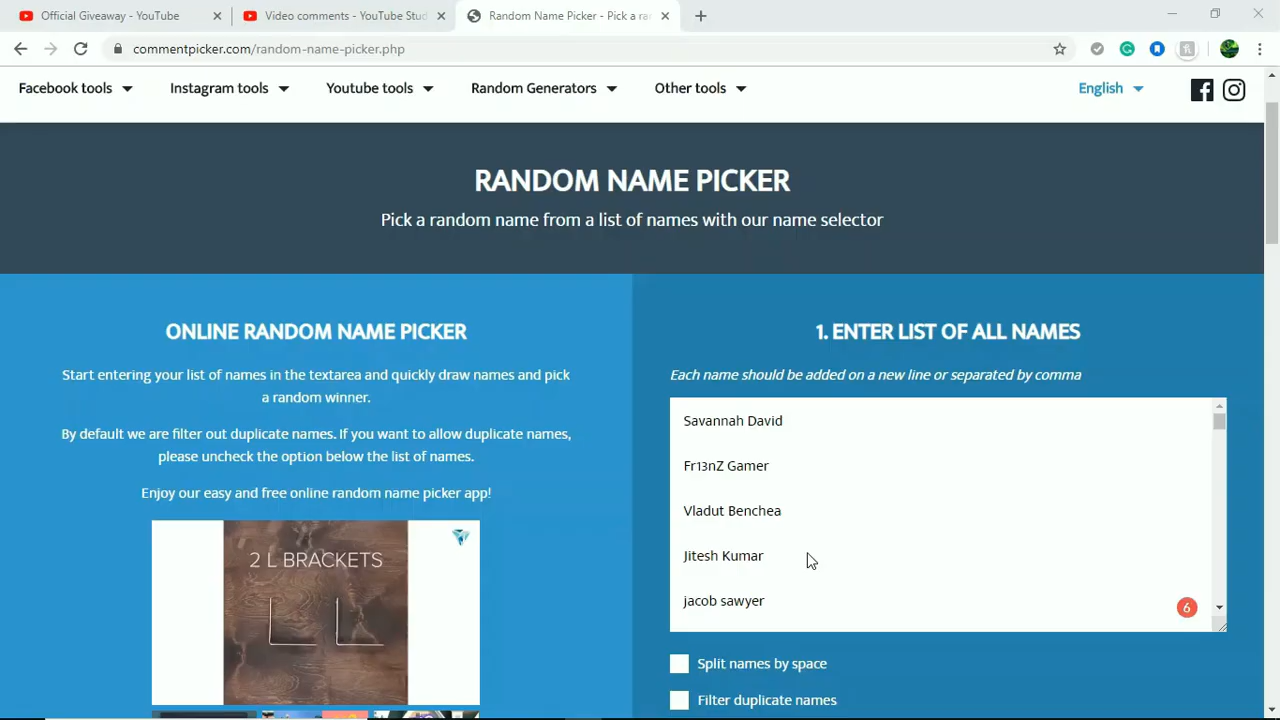 Official Giveaway - YouTube
Video comments - YouTube Stud
Random Name Picker - Pick a ra
commentpicker.com/random-name-picker.php
Facebook tools
Instagram tools
Youtube tools
Random Generators
Other tools
English
RANDOM NAME PICKER
Pick a random name from a list of names with our name selector
ONLINE RANDOM NAME PICKER
Start entering your list of names in the textarea and quickly draw names and pick
a random winner.
By default we are filter out duplicate names. If you want to allow duplicate names,
please uncheck the option below the list of names.
Enjoy our easy and free online random name picker app!
2 L BRACKETS
1. ENTER LIST OF ALL NAMES
Each name should be added on a new line or separated by comma
Savannah David
Fr13nZ Gamer
Vladut Benchea
Jitesh Kumar
jacob sawyer
6
Split names by space
Filter duplicate names